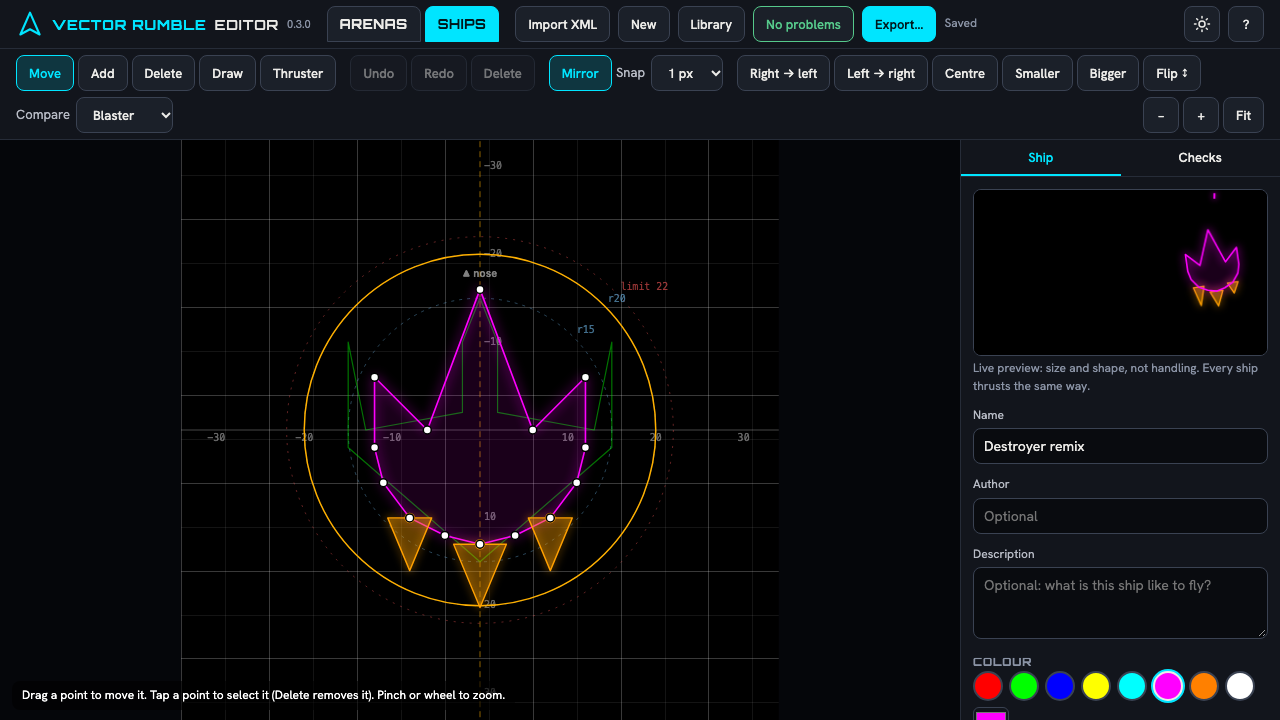 VECTOR RUMBLE EDITOR 0.3.0 ARENAS SHIPS Import XML New Library No problems Export... Saved ?
Move Add Delete Draw Thruster Undo Redo Delete Mirror Snap 1 px Right → left Left → right Centre Smaller Bigger Flip ↕
Compare Blaster − + Fit
Ship Checks
−30
−20
▲ nose
limit 22
r20
r15
−10
−30 −20 −10 10 20 30
10
20
Live preview: size and shape, not handling. Every ship
thrusts the same way.
Name
Destroyer remix
Author
Optional
Description
Optional: what is this ship like to fly?
COLOUR
Drag a point to move it. Tap a point to select it (Delete removes it). Pinch or wheel to zoom.